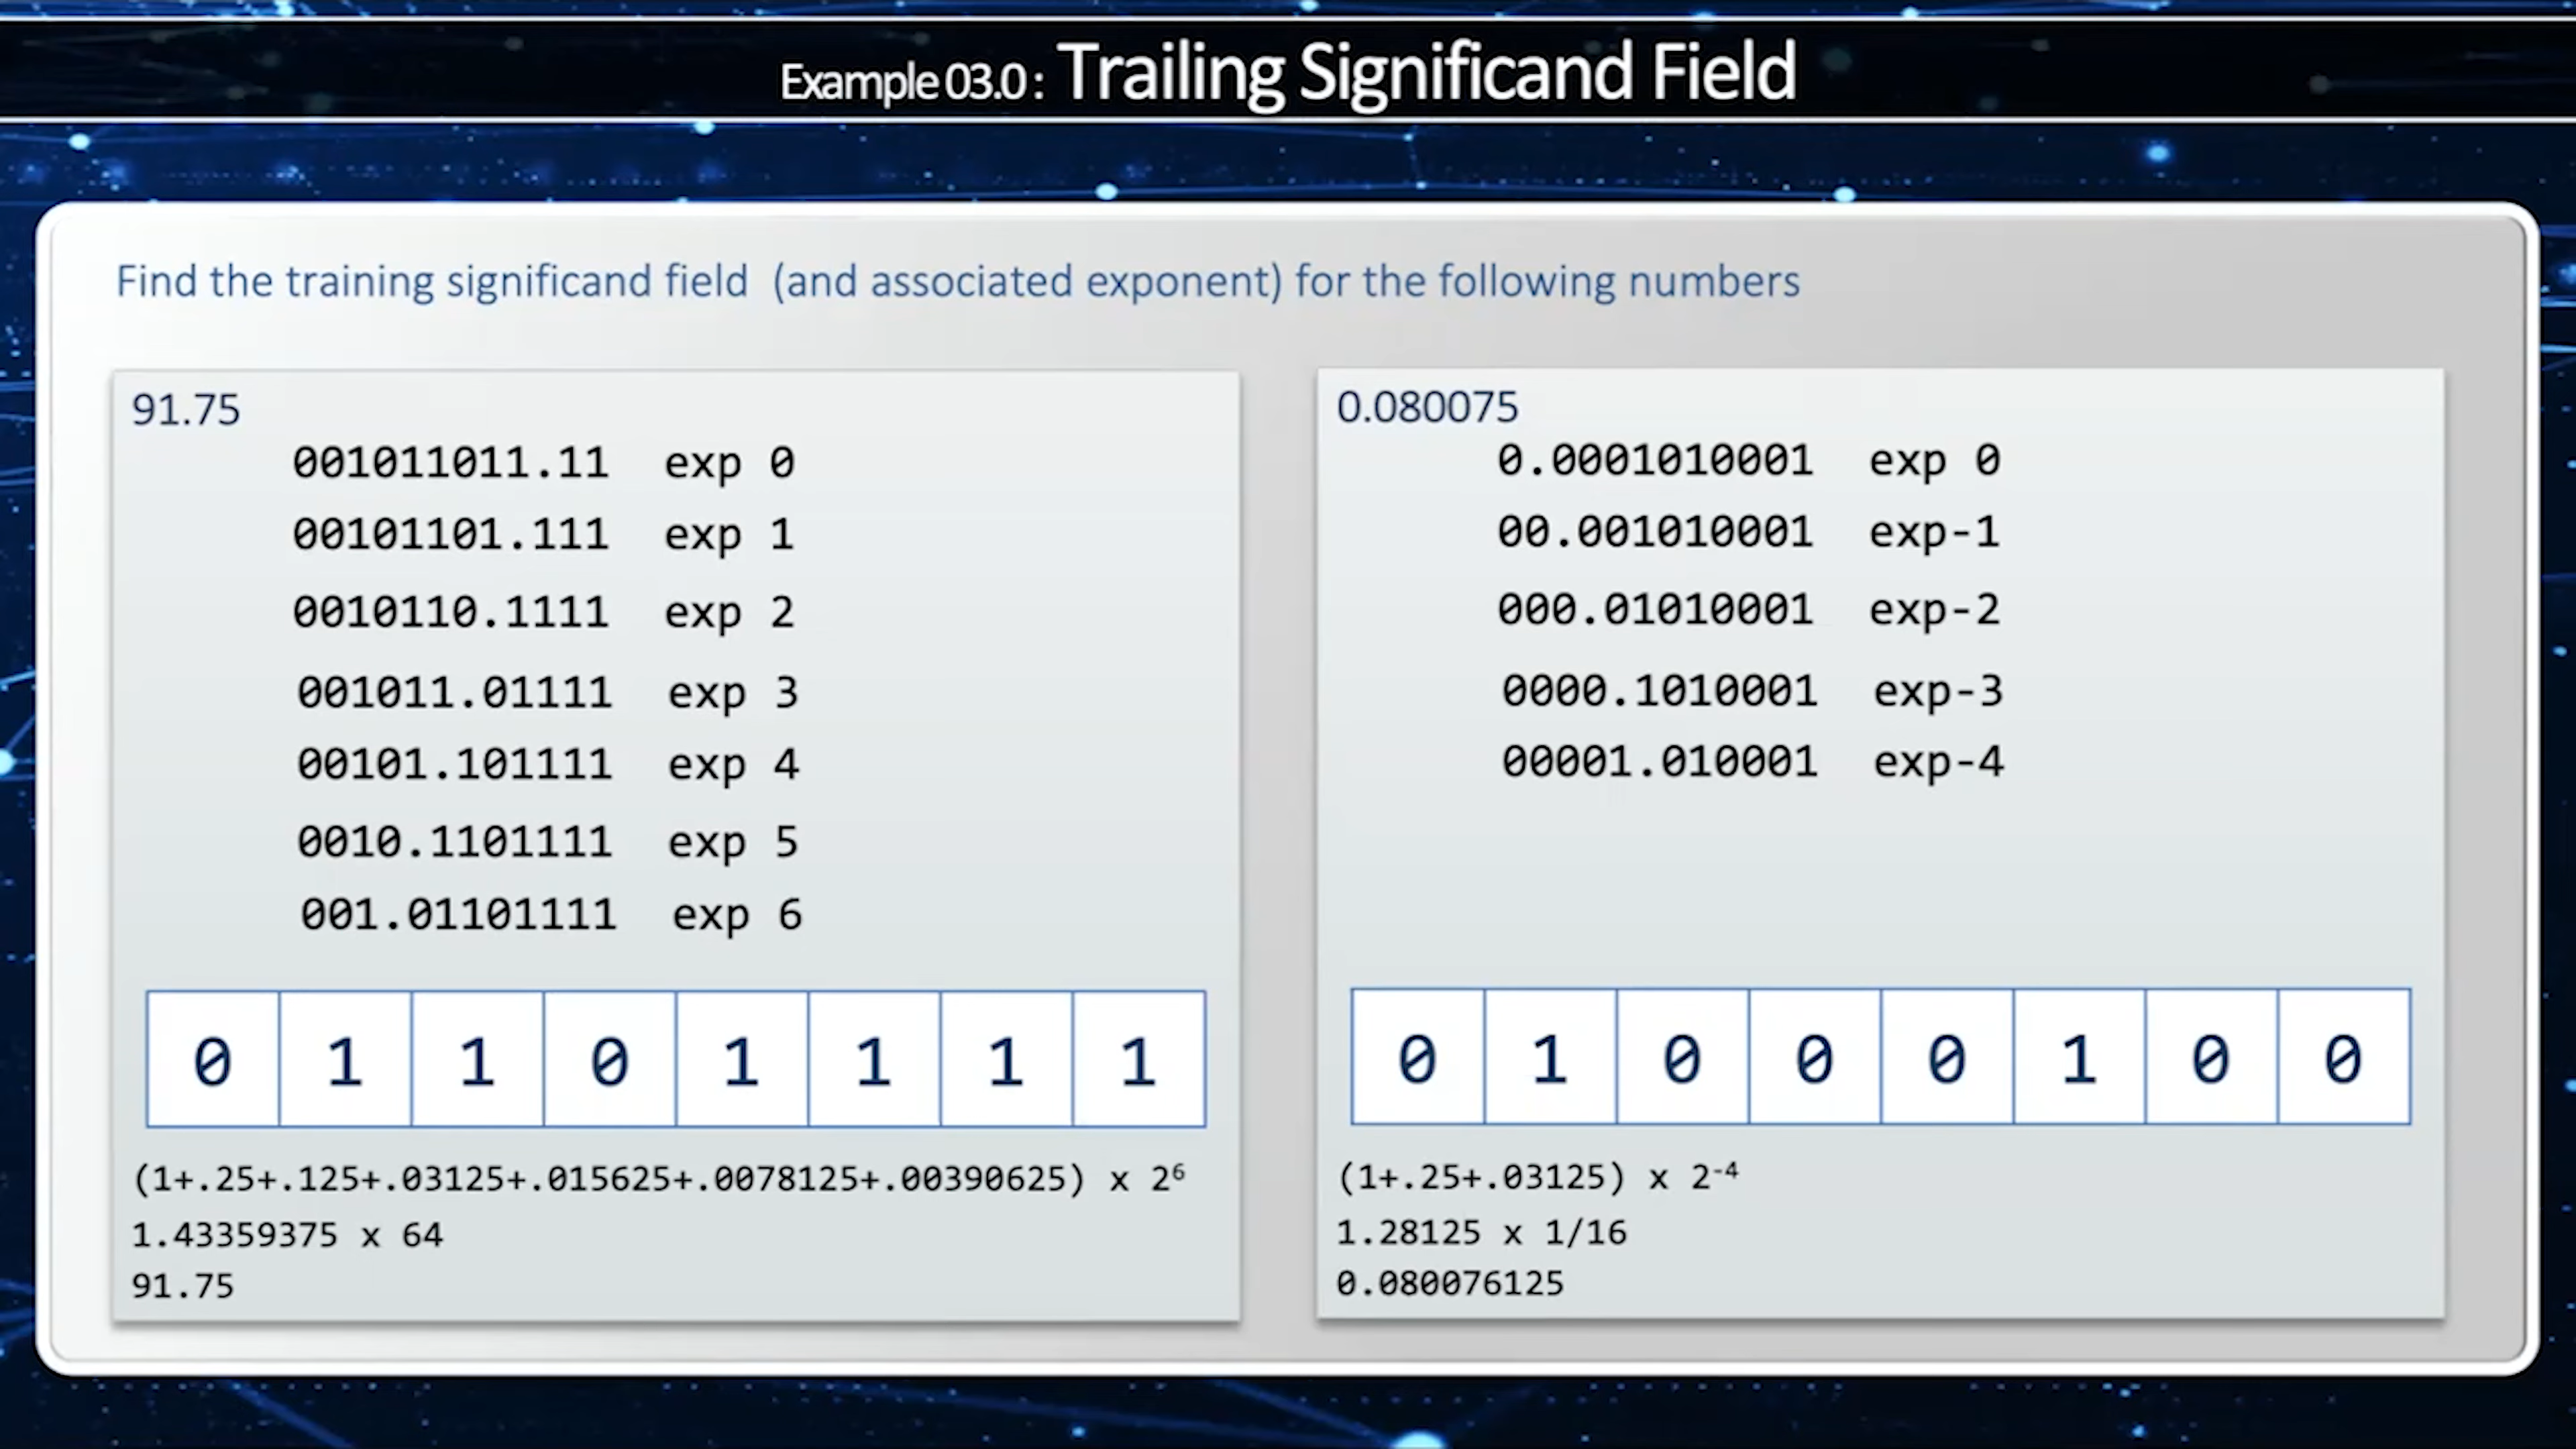 Example 03.0 : Trailing Significand Field
Find the training significand field (and associated exponent) for the following numbers
91.75
001011011.11 exp 0
00101101.111 exp 1
0010110.1111 exp 2
001011.01111 exp 3
00101.101111 exp 4
0010.1101111 exp 5
001.01101111 exp 6
0 1 1 0 1 1 1 1
(1+.25+.125+.03125+.015625+.0078125+.00390625) x 2⁶
1.43359375 x 64
91.75
0.080075
0.0001010001 exp 0
00.001010001 exp-1
000.01010001 exp-2
0000.1010001 exp-3
00001.010001 exp-4
0 1 0 0 0 1 0 0
(1+.25+.03125) x 2⁻⁴
1.28125 x 1/16
0.080076125